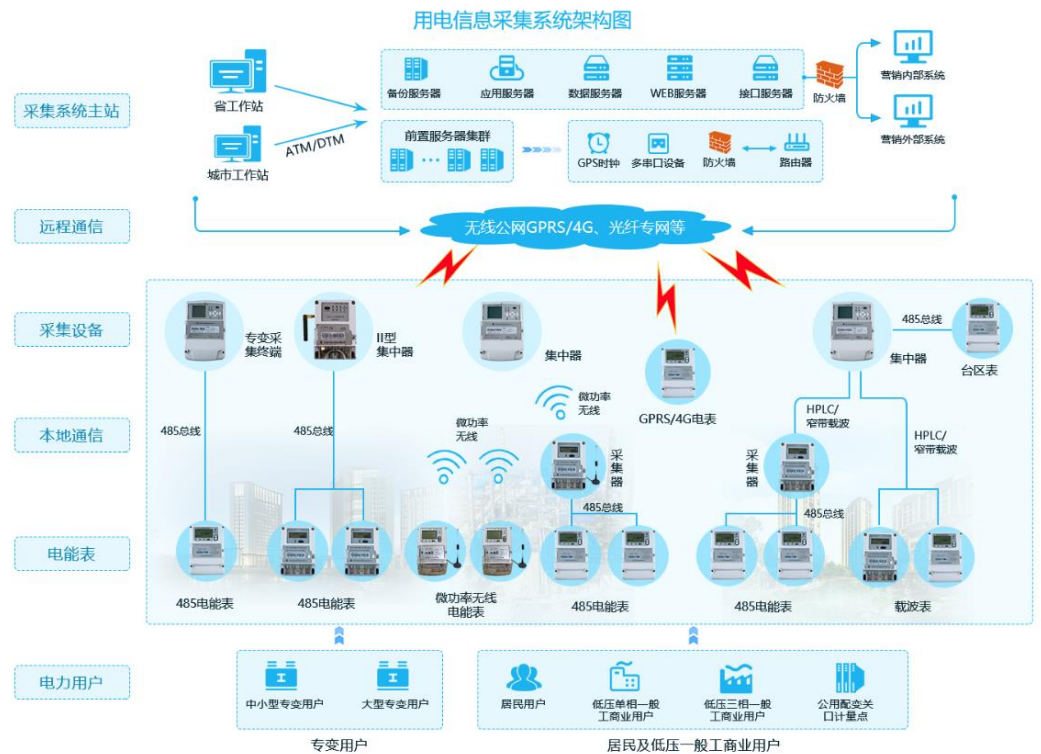 用电信息采集系统架构图
采集系统主站
省工作站
城市工作站
ATM/DTM
备份服务器
应用服务器
数据服务器
WEB服务器
接口服务器
防火墙
营销内部系统
营销外部系统
前置服务器集群
GPS时钟
多串口设备
防火墙
路由器
远程通信
无线公网GPRS/4G、光纤专网等
采集设备
专变采
集终端
II型
集中器
集中器
GPRS/4G电表
集中器
485总线
台区表
本地通信
485总线
485总线
微功率
无线
微功率
无线
采集器
485总线
HPLC/
窄带载波
HPLC/
窄带载波
采集器
485总线
电能表
485电能表
485电能表
微功率无线
电能表
485电能表
485电能表
载波表
电力用户
中小型专变用户
大型专变用户
专变用户
居民用户
低压单相一般
工商业用户
低压三相一般
工商业用户
公用配变关
口计量点
居民及低压一般工商业用户